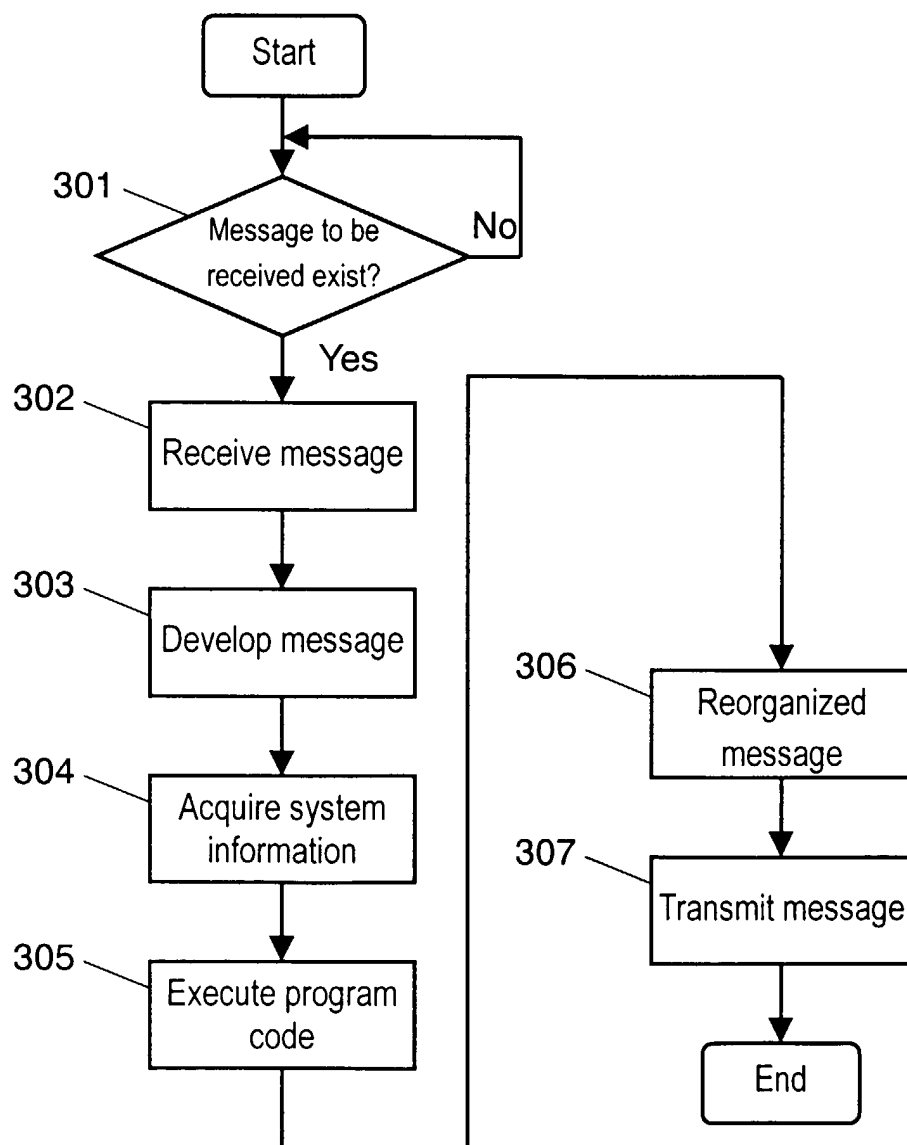 Start
301
Message to be
received exist?
No
Yes
302
Receive message
303
Develop message
304
Acquire system
information
305
Execute program
code
306
Reorganized
message
307
Transmit message
End